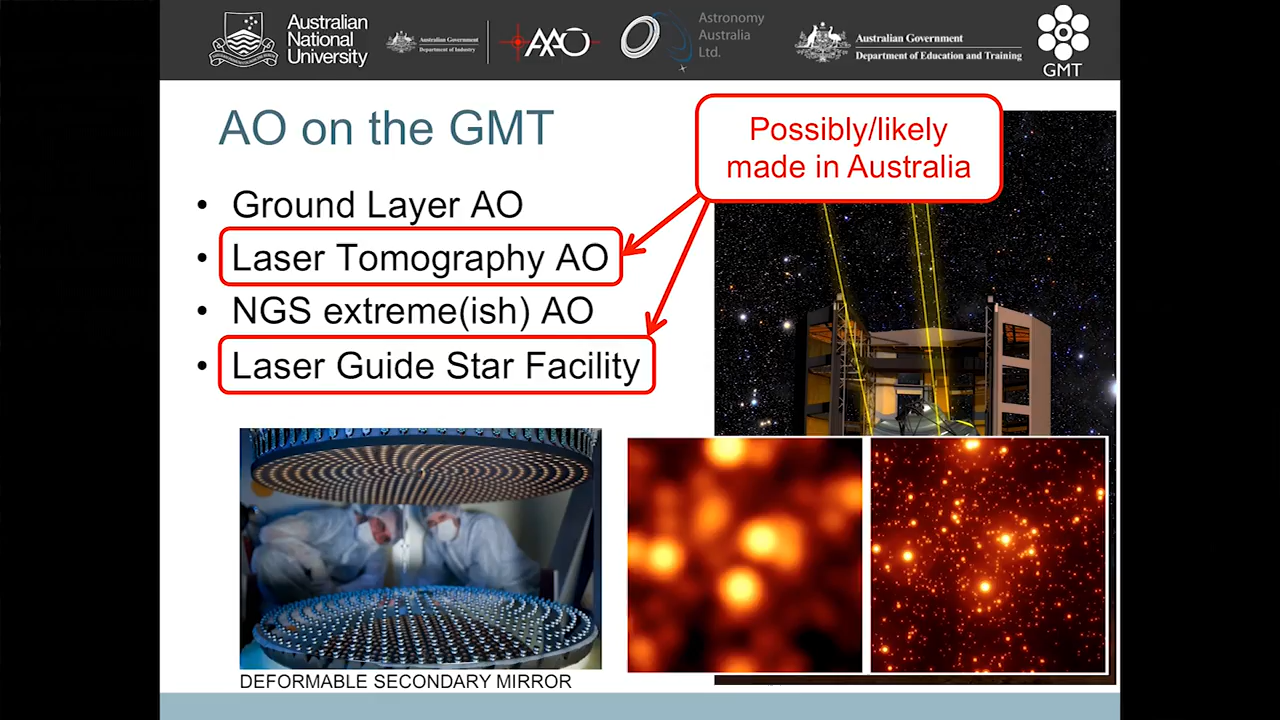 Australian
National
University
Australian Government
Department of Industry
AAO
Astronomy
Australia
Ltd.
Australian Government
Department of Education and Training
GMT
AO on the GMT
Possibly/likely
made in Australia
• Ground Layer AO
• Laser Tomography AO
• NGS extreme(ish) AO
• Laser Guide Star Facility
DEFORMABLE SECONDARY MIRROR